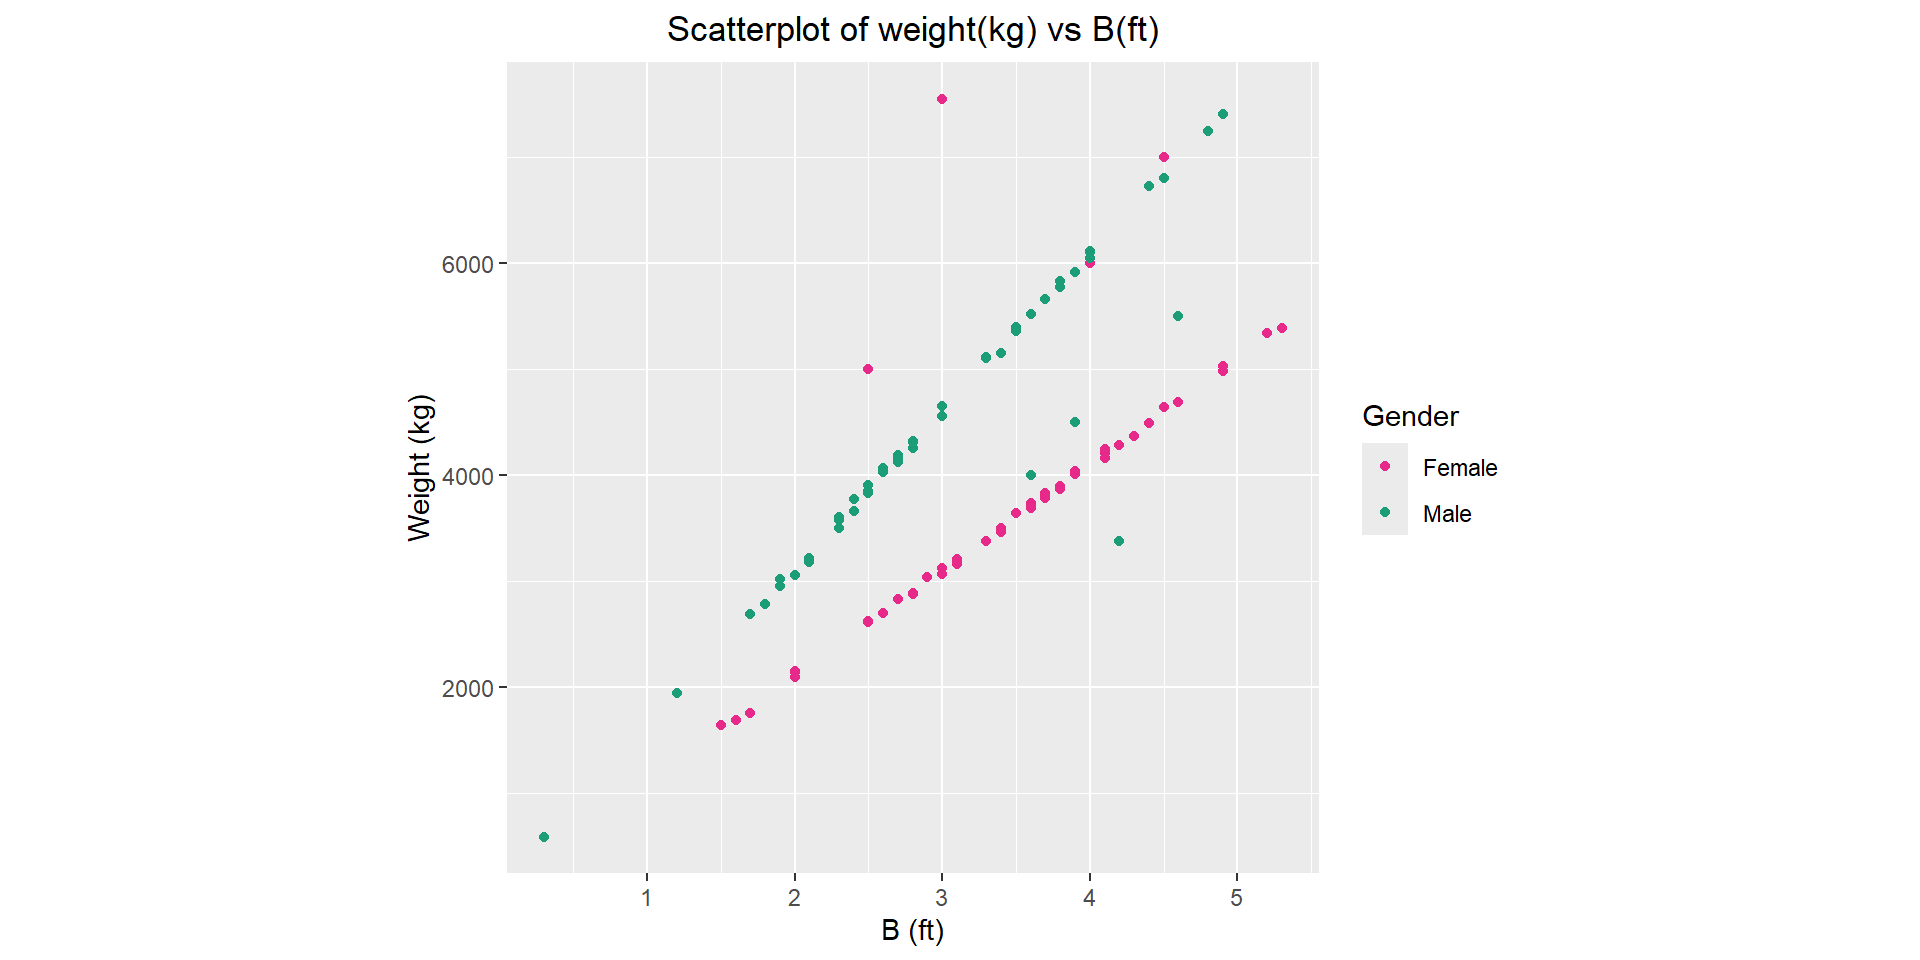 Scatterplot of weight(kg) vs B(ft)
6000
4000
2000
Weight (kg)
1 2 3 4 5
B (ft)
Gender
Female
Male